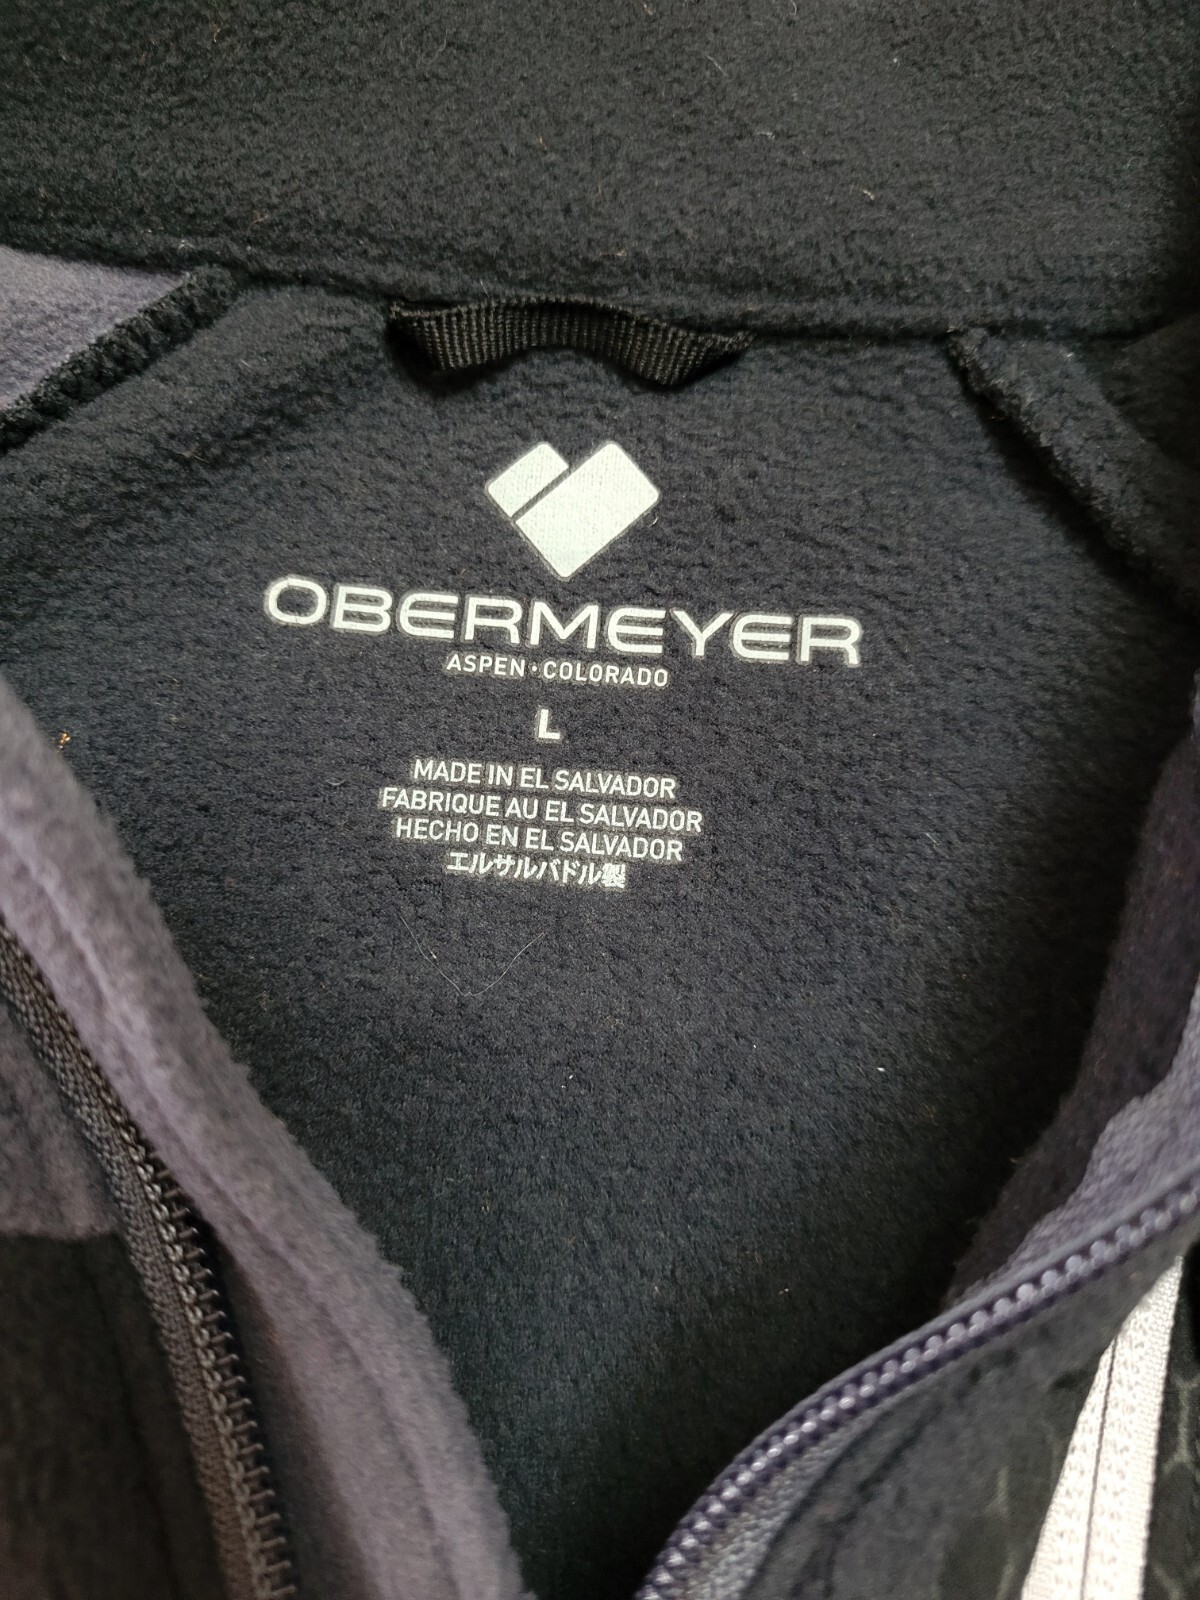 OBERMEYER
ASPEN • COLORADO
L
MADE IN EL SALVADOR
FABRIQUE AU EL SALVADOR
HECHO EN EL SALVADOR
エルサルバドル製